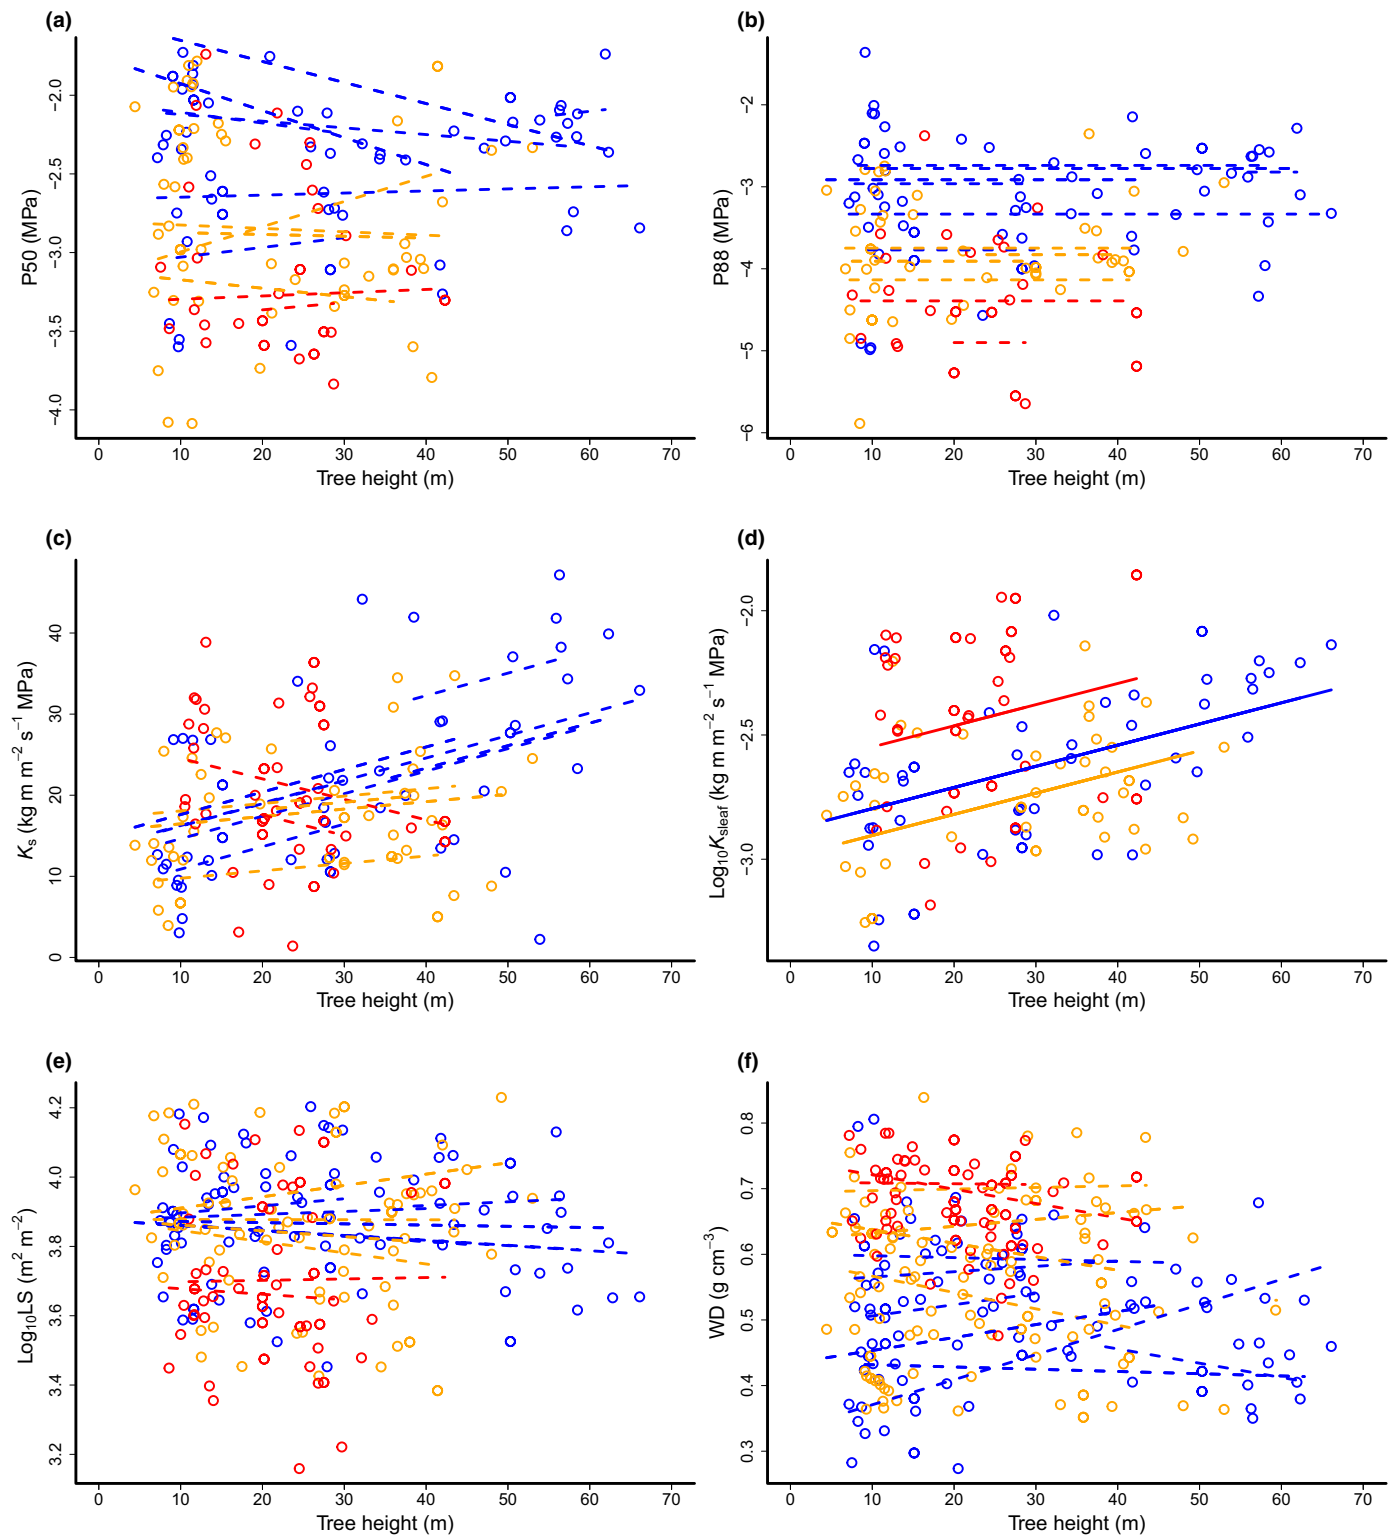 (a)
P50 (MPa)
−2.0
−2.5
−3.0
−3.5
−4.0
0 10 20 30 40 50 60 70
Tree height (m)
(b)
P88 (MPa)
−2
−3
−4
−5
−6
0 10 20 30 40 50 60 70
Tree height (m)
(c)
Ks (kg m m−2 s−1 MPa)
40
30
20
10
0
0 10 20 30 40 50 60 70
Tree height (m)
(d)
Log10Ksleaf (kg m m−2 s−1 MPa)
−2.0
−2.5
−3.0
0 10 20 30 40 50 60 70
Tree height (m)
(e)
Log10LS (m2 m−2)
4.2
4.0
3.8
3.6
3.4
3.2
0 10 20 30 40 50 60 70
Tree height (m)
(f)
WD (g cm−3)
0.8
0.7
0.6
0.5
0.4
0.3
0 10 20 30 40 50 60 70
Tree height (m)